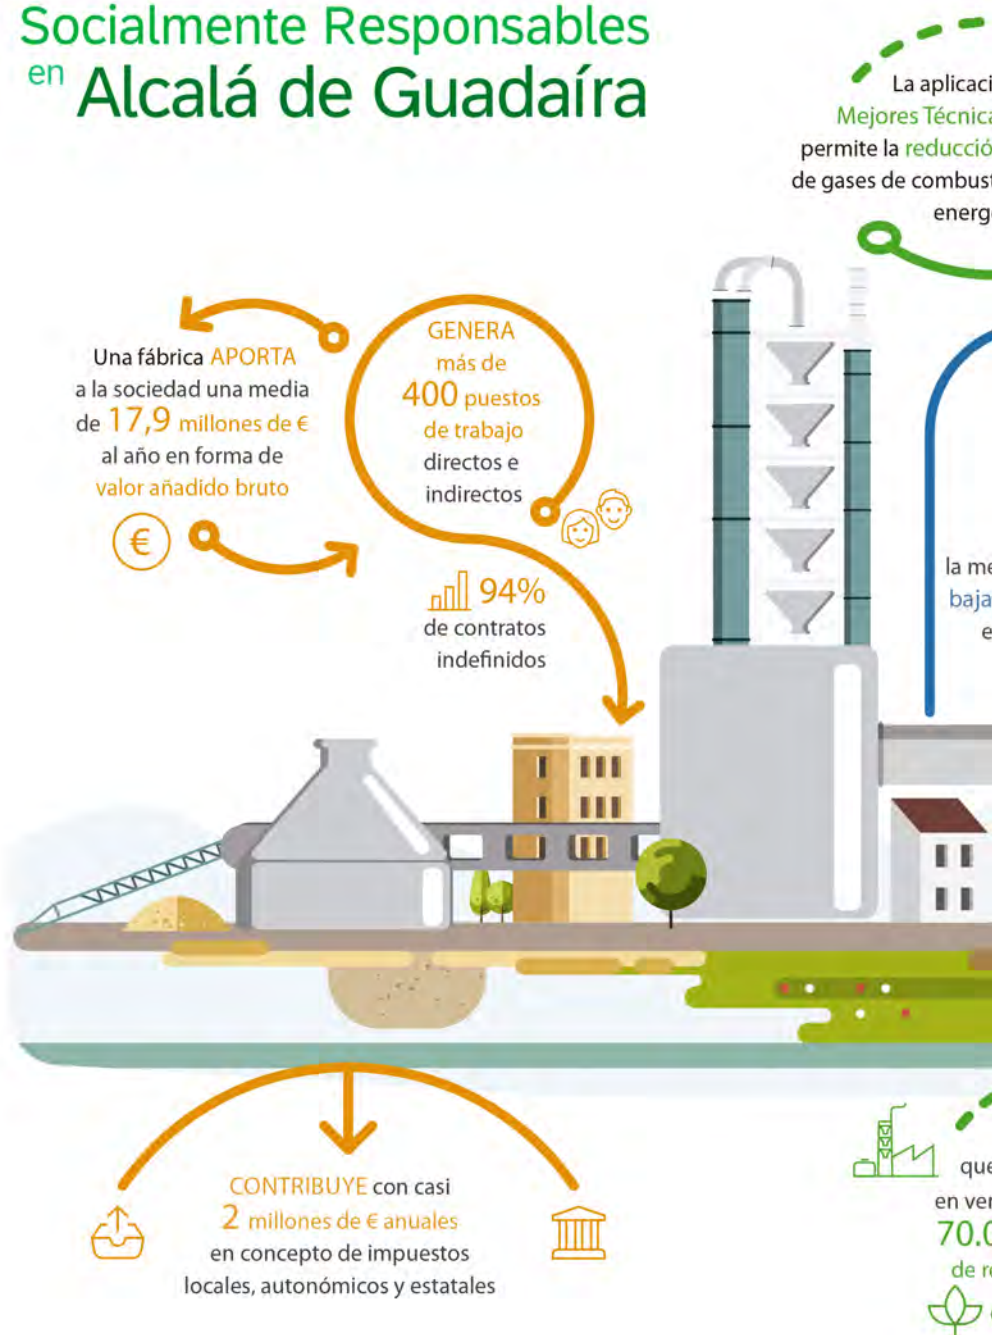 Socialmente Responsables
en Alcalá de Guadaíra
Una fábrica APORTA
a la sociedad una media
de 17,9 millones de €
al año en forma de
valor añadido bruto
€
GENERA
más de
400 puestos
de trabajo
directos e
indirectos
94%
de contratos
indefinidos
La aplicaci
Mejores Técnica
permite la reducció
de gases de combust
energ
la me
baja
e
CONTRIBUYE con casi
2 millones de € anuales
en concepto de impuestos
locales, autonómicos y estatales
que
en ver
70.0
de re